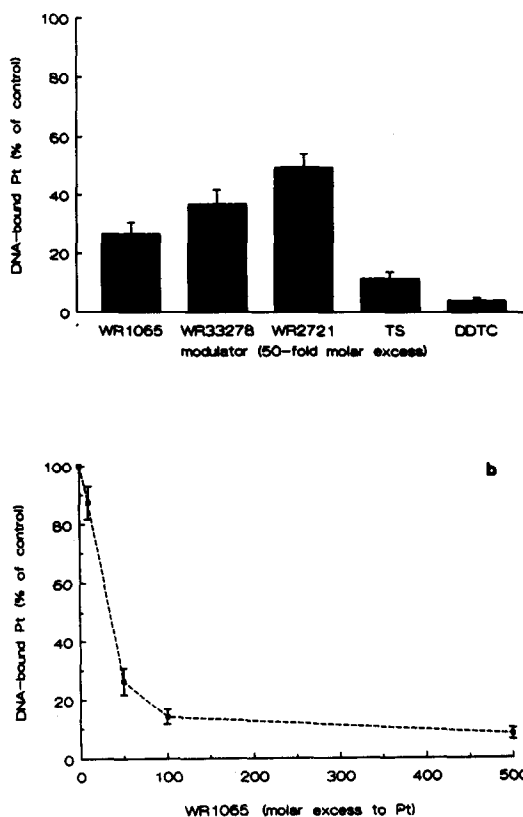 DNA-bound Pt (% of control)
100
80
60
40
20
0
WR1065 WR33278 WR2721 TS DDTC
modulator (50-fold molar excess)
b
DNA-bound Pt (% of control)
100
80
60
40
20
0
0 100 200 300 400 500
WR1065 (molar excess to Pt)